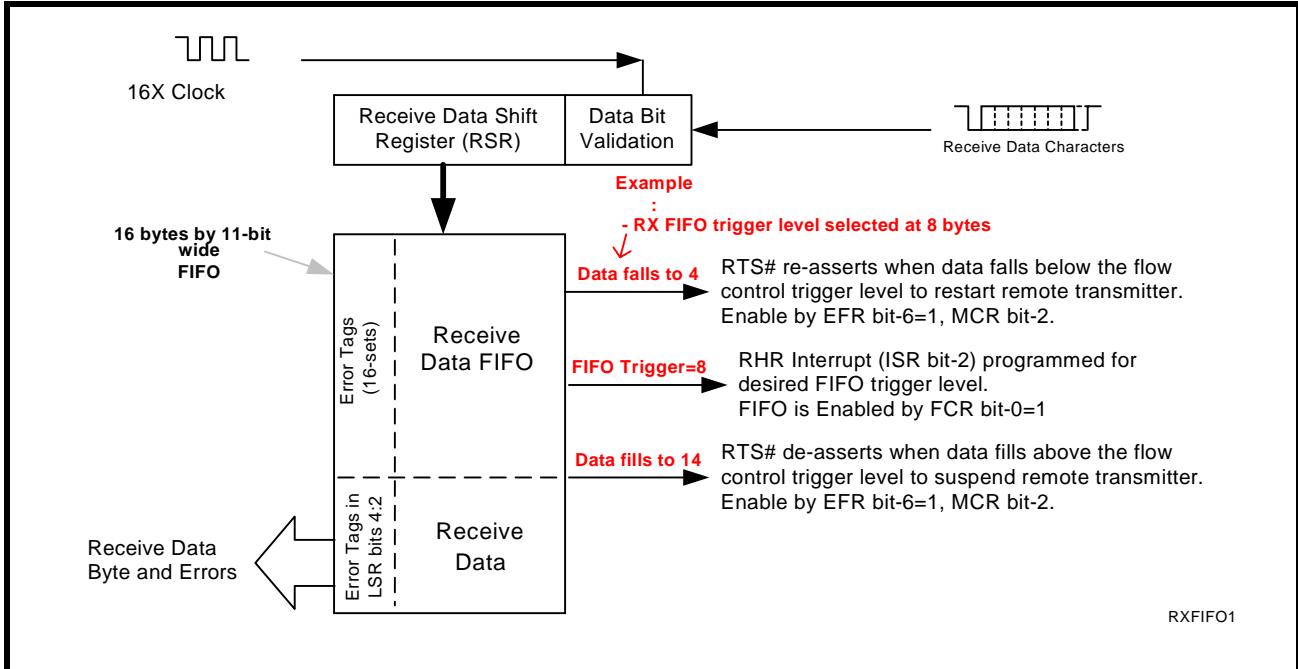 16X Clock
Receive Data Shift
Register (RSR)
Data Bit
Validation
Receive Data Characters
Example
:
- RX FIFO trigger level selected at 8 bytes
16 bytes by 11-bit
wide
FIFO
Data falls to 4
RTS# re-asserts when data falls below the flow
control trigger level to restart remote transmitter.
Enable by EFR bit-6=1, MCR bit-2.
Error Tags
(16-sets)
Receive
Data FIFO
FIFO Trigger=8
RHR Interrupt (ISR bit-2) programmed for
desired FIFO trigger level.
FIFO is Enabled by FCR bit-0=1
Data fills to 14
RTS# de-asserts when data fills above the flow
control trigger level to suspend remote transmitter.
Enable by EFR bit-6=1, MCR bit-2.
Error Tags in
LSR bits 4:2
Receive
Data
Receive Data
Byte and Errors
RXFIFO1